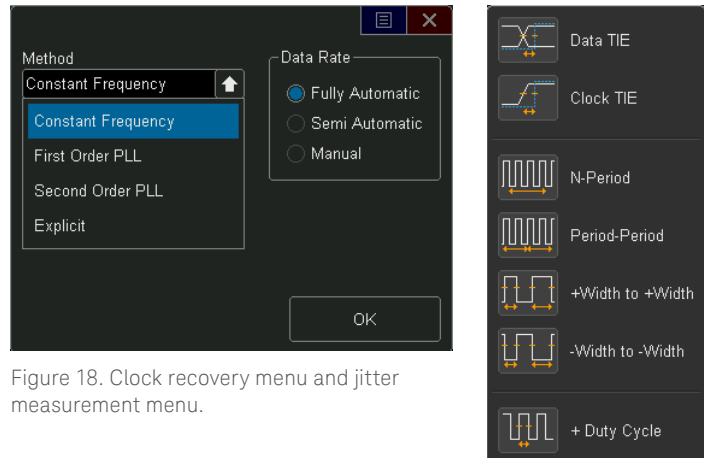 Method
Constant Frequency
Constant Frequency
First Order PLL
Second Order PLL
Explicit
Data Rate
Fully Automatic
Semi Automatic
Manual
OK
Data TIE
Clock TIE
N-Period
Period-Period
+Width to +Width
-Width to -Width
+ Duty Cycle
Figure 18. Clock recovery menu and jitter
measurement menu.